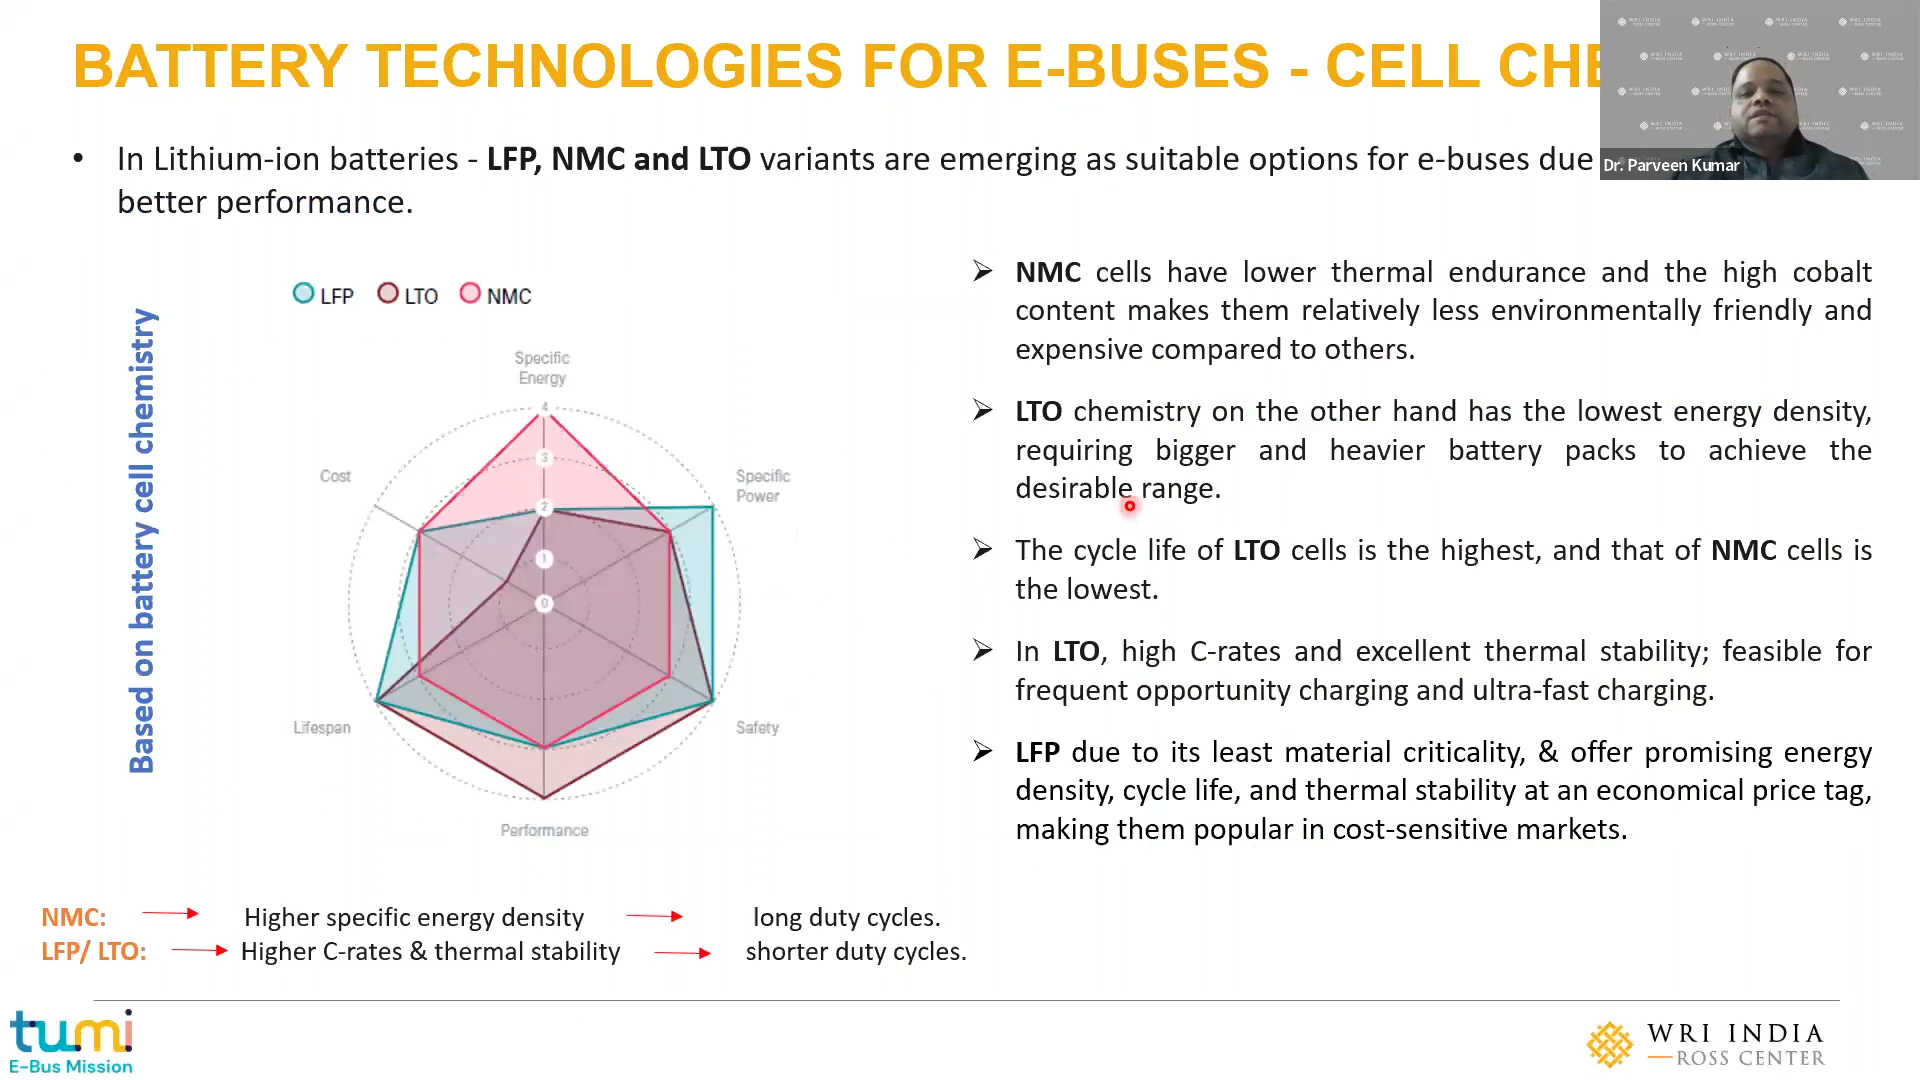 BATTERY TECHNOLOGIES FOR E-BUSES - CELL CHE
In Lithium-ion batteries - LFP, NMC and LTO variants are emerging as suitable options for e-buses due
better performance.
Dr. Parveen Kumar
Based on battery cell chemistry
LFP LTO NMC
Specific
Energy
4
3
2
1
0
Cost
Specific
Power
Lifespan
Safety
Performance
NMC cells have lower thermal endurance and the high cobalt
content makes them relatively less environmentally friendly and
expensive compared to others.
LTO chemistry on the other hand has the lowest energy density,
requiring bigger and heavier battery packs to achieve the
desirable range.
The cycle life of LTO cells is the highest, and that of NMC cells is
the lowest.
In LTO, high C-rates and excellent thermal stability; feasible for
frequent opportunity charging and ultra-fast charging.
LFP due to its least material criticality, & offer promising energy
density, cycle life, and thermal stability at an economical price tag,
making them popular in cost-sensitive markets.
NMC: Higher specific energy density long duty cycles.
LFP/ LTO: Higher C-rates & thermal stability shorter duty cycles.
tumi
E-Bus Mission
WRI INDIA
ROSS CENTER